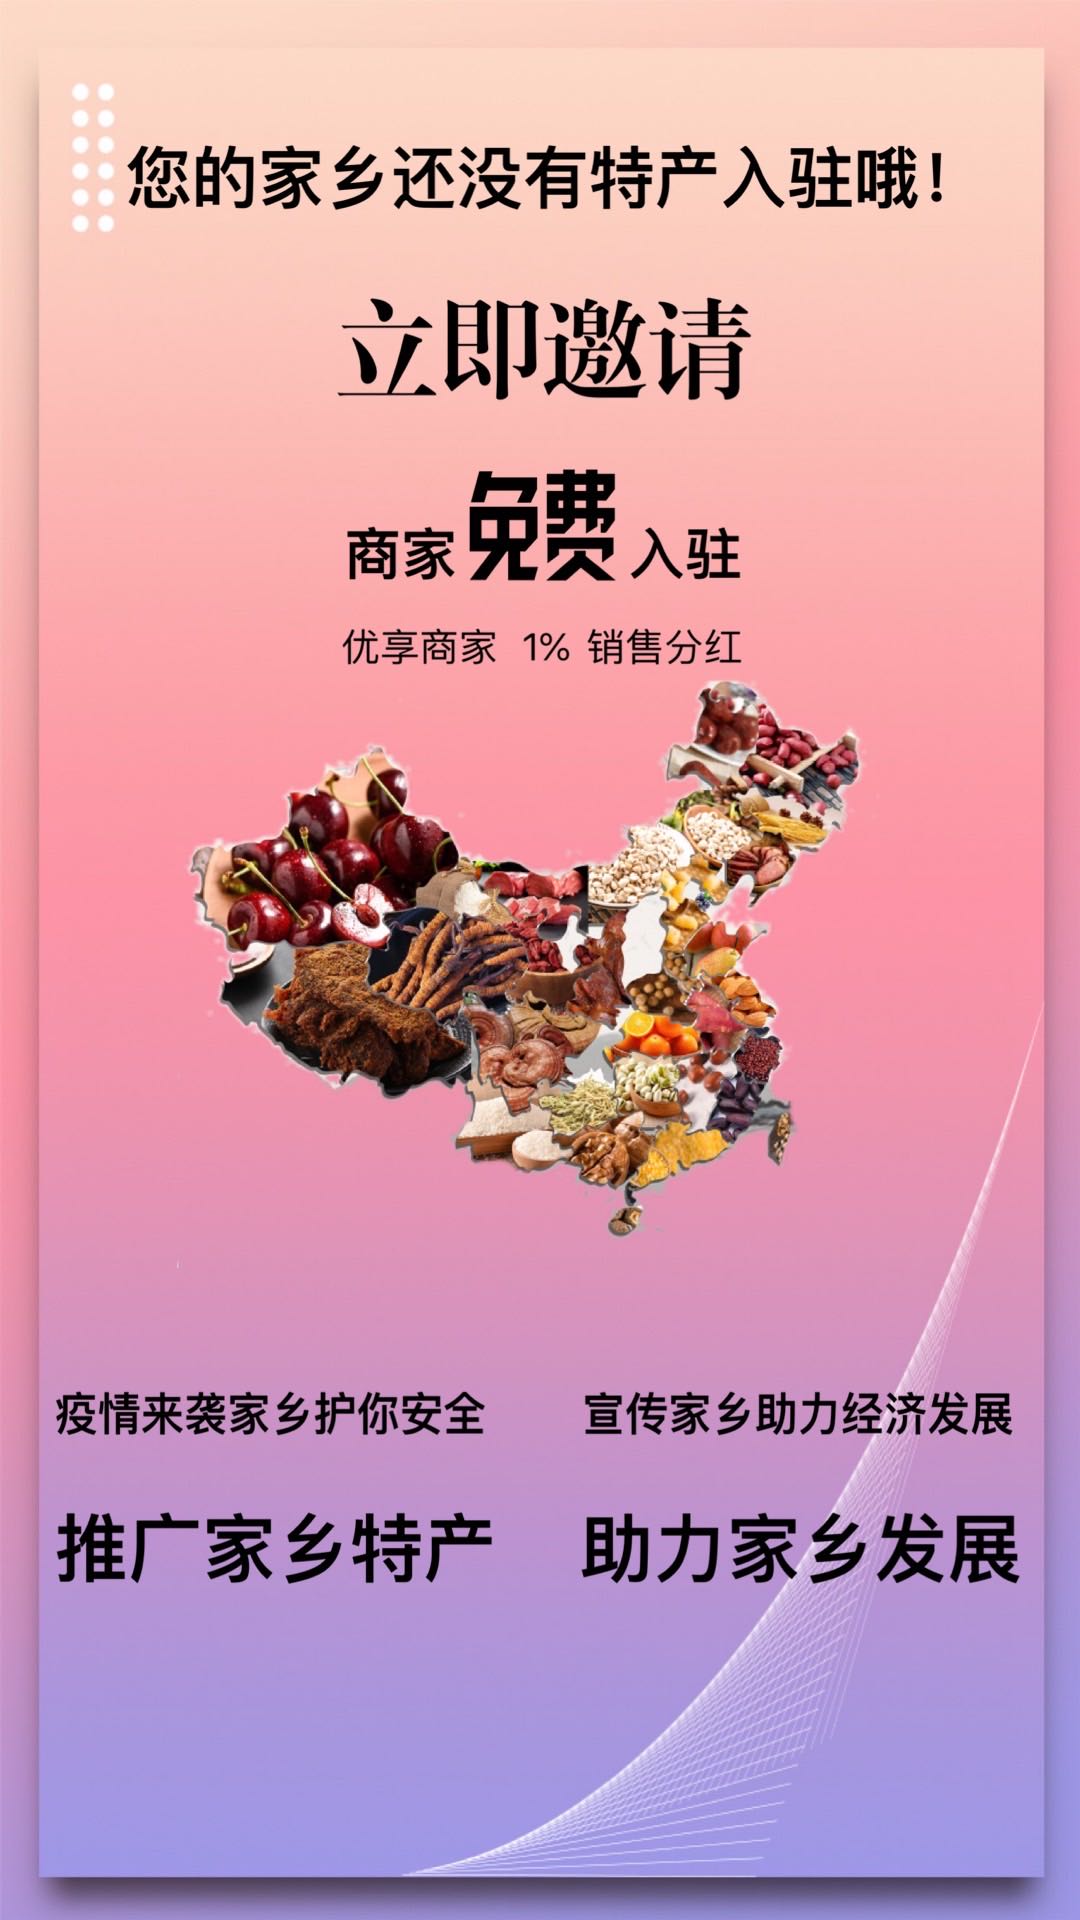 您的家乡还没有特产入驻哦!
立即邀请
商家免费入驻
优享商家 1% 销售分红
疫情来袭家乡护你安全
宣传家乡助力经济发展
推广家乡特产
助力家乡发展